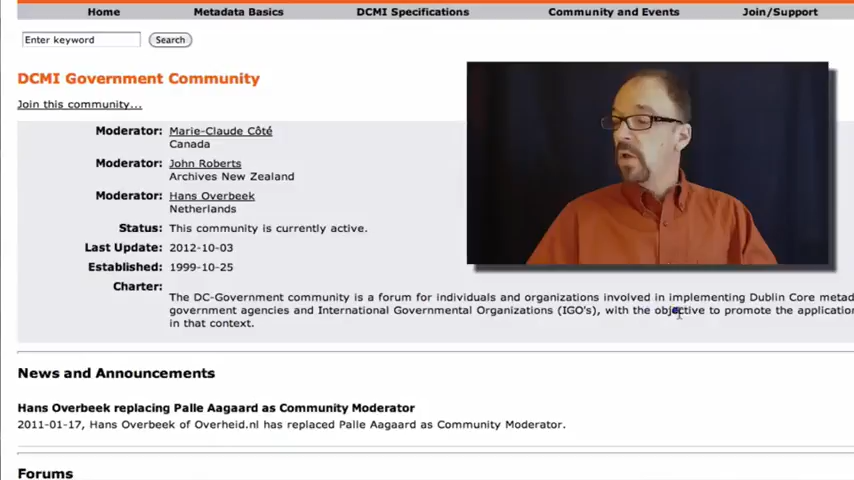 Home Metadata Basics DCMI Specifications Community and Events Join/Support
Enter keyword Search
DCMI Government Community
Join this community...
Moderator: Marie-Claude Côté
Canada
Moderator: John Roberts
Archives New Zealand
Moderator: Hans Overbeek
Netherlands
Status: This community is currently active.
Last Update: 2012-10-03
Established: 1999-10-25
Charter:
The DC-Government community is a forum for individuals and organizations involved in implementing Dublin Core metad
government agencies and International Governmental Organizations (IGO's), with the objective to promote the applicatio
in that context.
News and Announcements
Hans Overbeek replacing Palle Aagaard as Community Moderator
2011-01-17, Hans Overbeek of Overheid.nl has replaced Palle Aagaard as Community Moderator.
Forums